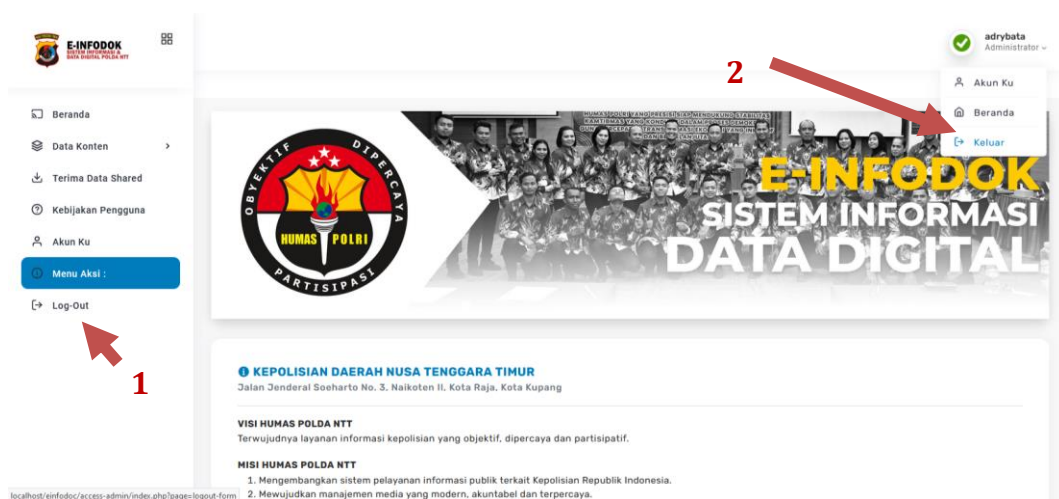 E-INFODOK
SISTEM INFORMASI &
DATA DIGITAL POLDA NTT
adrybata
Administrator
2
Akun Ku
Beranda
Keluar
Beranda
Data Konten
Terima Data Shared
Kebijakan Pengguna
Akun Ku
Menu Aksi :
Log-Out
1
OBYEKTIF
DIPERCAYA
HUMAS POLRI
PARTISIPASI
E-INFODOK
SISTEM INFORMASI
DATA DIGITAL
KEPOLISIAN DAERAH NUSA TENGGARA TIMUR
Jalan Jenderal Soeharto No. 3. Naikoten II. Kota Raja. Kota Kupang
VISI HUMAS POLDA NTT
Terwujudnya layanan informasi kepolisian yang objektif, dipercaya dan partisipatif.
MISI HUMAS POLDA NTT
1. Mengembangkan sistem pelayanan informasi publik terkait Kepolisian Republik Indonesia.
2. Mewujudkan manajemen media yang modern, akuntabel dan terpercaya.
localhost/einfodoc/access-admin/index.php?page=logout-form